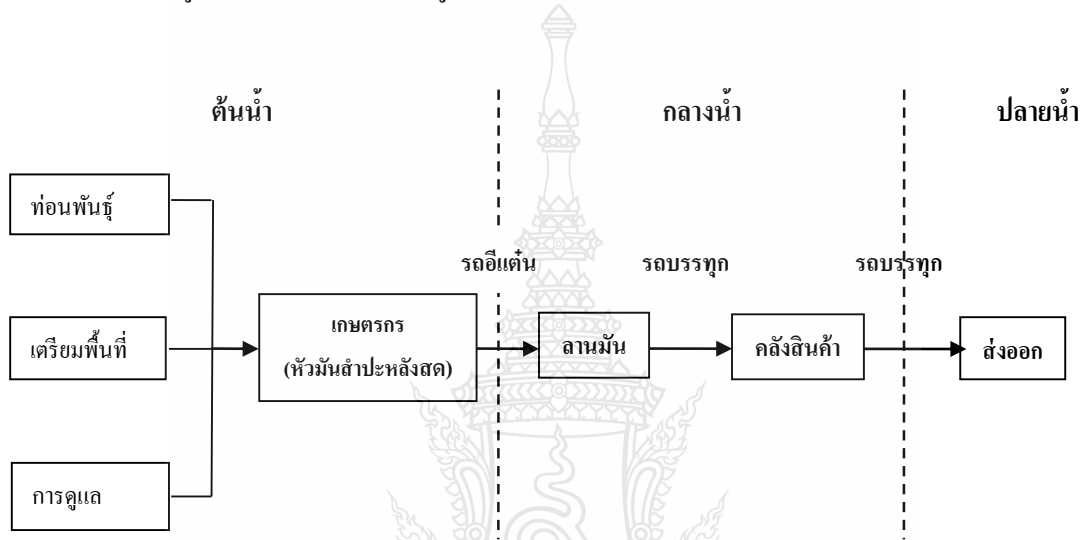 ต้นน้ำ
กลางน้ำ
ปลายน้ำ
ท่อนพันธุ์
รถอีแต๋น
รถบรรทุก
รถบรรทุก
เตรียมพื้นที่
เกษตรกร
(หัวมันสำปะหลังสด)
ลานมัน
คลังสินค้า
ส่งออก
การดูแล